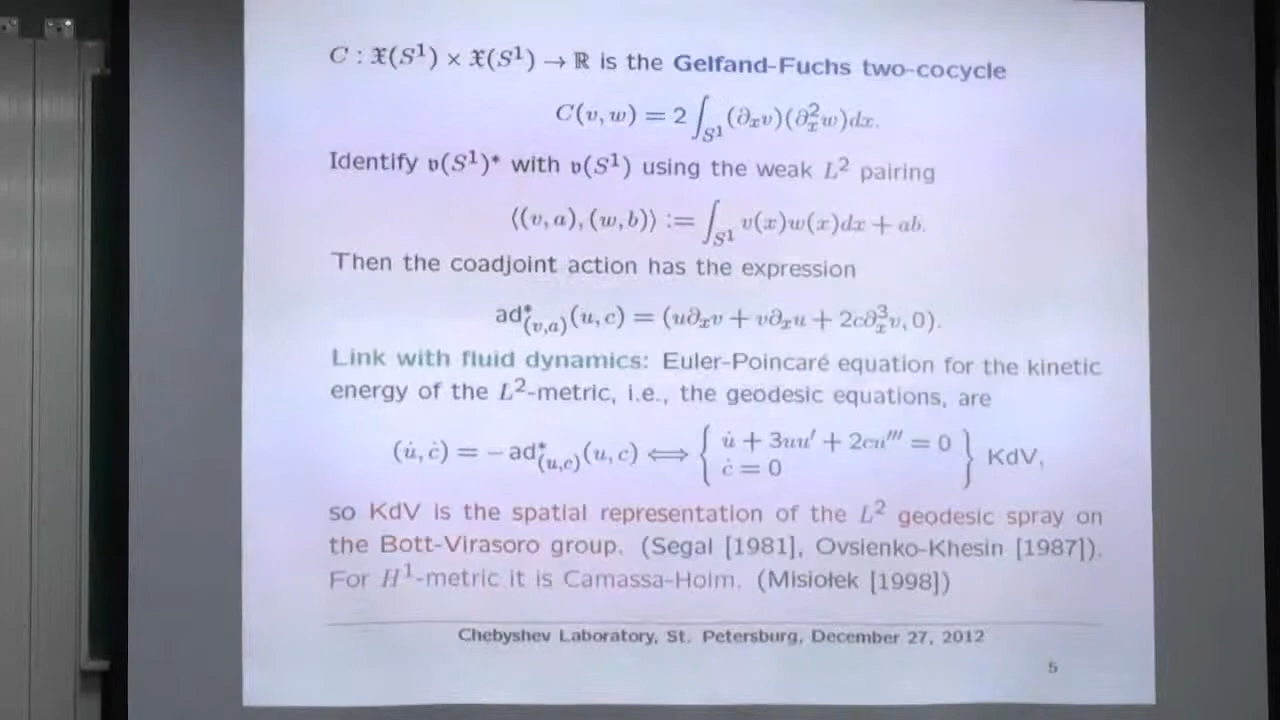 C : 𝔛(S¹) × 𝔛(S¹) → ℝ is the Gelfand-Fuchs two-cocycle
C(v, w) = 2 ∫_{S¹} (∂ₓv)(∂ₓ²w)dx.
Identify 𝔳(S¹)* with 𝔳(S¹) using the weak L² pairing
⟨(v, a), (w, b)⟩ := ∫_{S¹} v(x)w(x)dx + ab.
Then the coadjoint action has the expression
ad*_{(v,a)}(u, c) = (u∂ₓv + v∂ₓu + 2c∂ₓ³v, 0).
Link with fluid dynamics: Euler-Poincaré equation for the kinetic
energy of the L²-metric, i.e., the geodesic equations, are
(u̇, ċ) = −ad*_{(u,c)}(u, c) ⟺ { u̇ + 3uu′ + 2cu‴ = 0
ċ = 0 } KdV,
so KdV is the spatial representation of the L² geodesic spray on
the Bott-Virasoro group. (Segal [1981], Ovsienko-Khesin [1987]).
For H¹-metric it is Camassa-Holm. (Misiołek [1998])
Chebyshev Laboratory, St. Petersburg, December 27, 2012
5